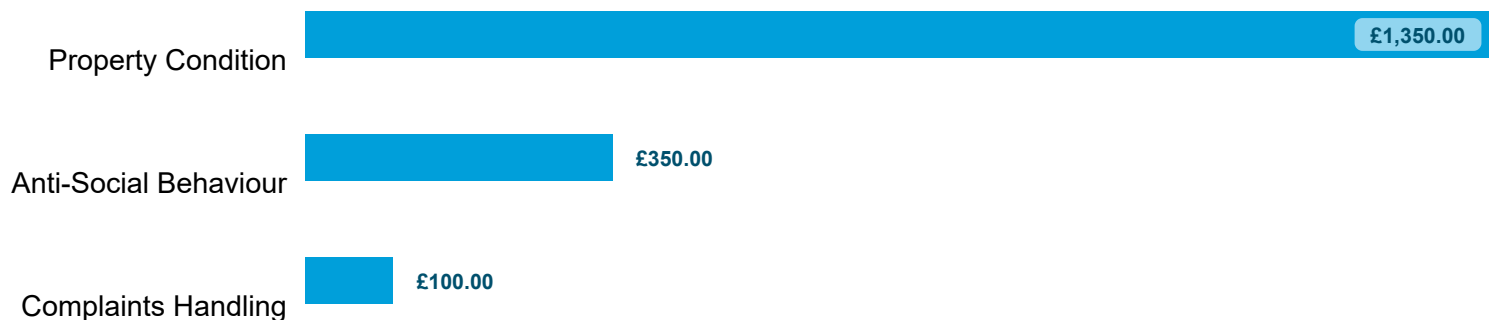 £1,350.00
Property Condition
£350.00
Anti-Social Behaviour
£100.00
Complaints Handling